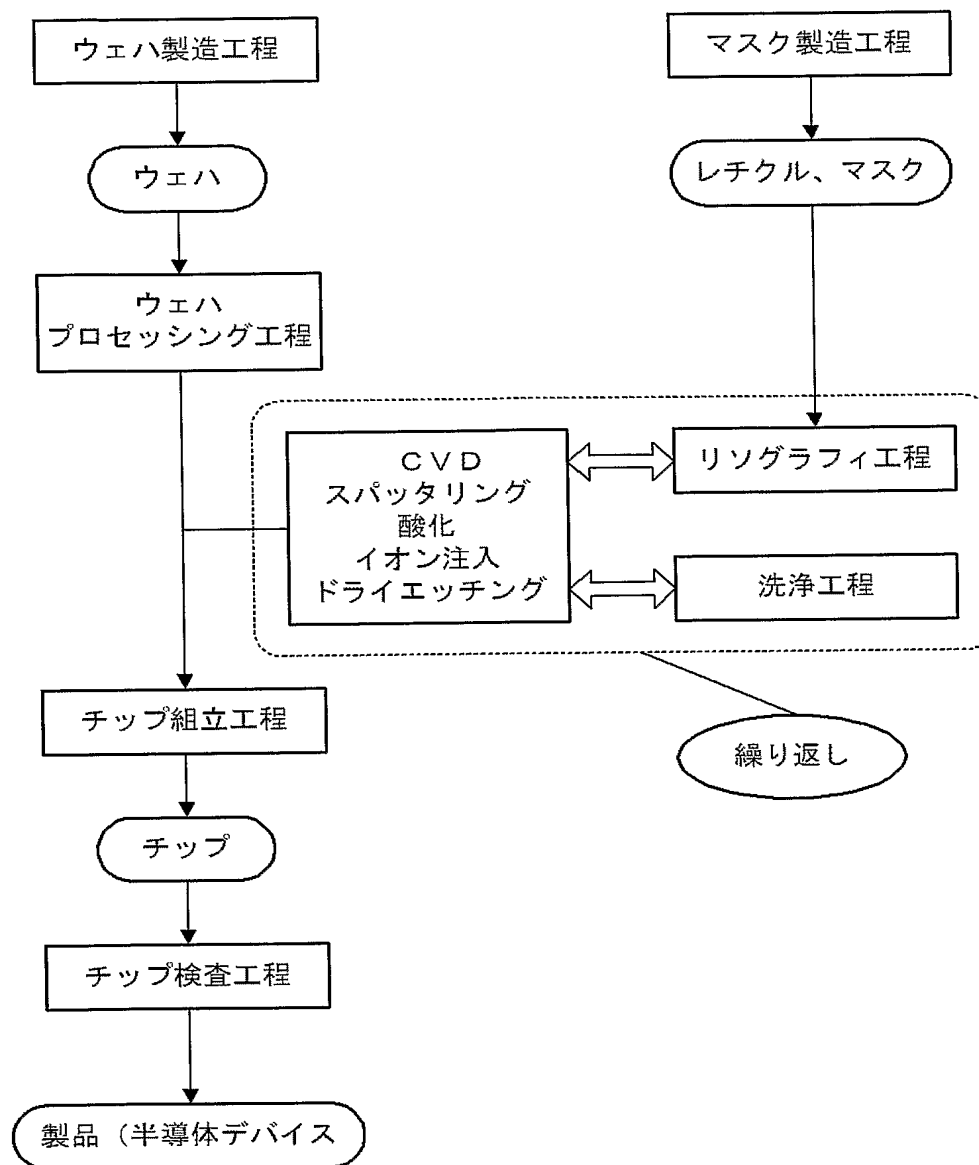 ウェハ製造工程
マスク製造工程
ウェハ
レチクル、マスク
ウェハ
プロセッシング工程
CVD
スパッタリング
酸化
イオン注入
ドライエッチング
リソグラフィ工程
洗浄工程
チップ組立工程
繰り返し
チップ
チップ検査工程
製品（半導体デバイス